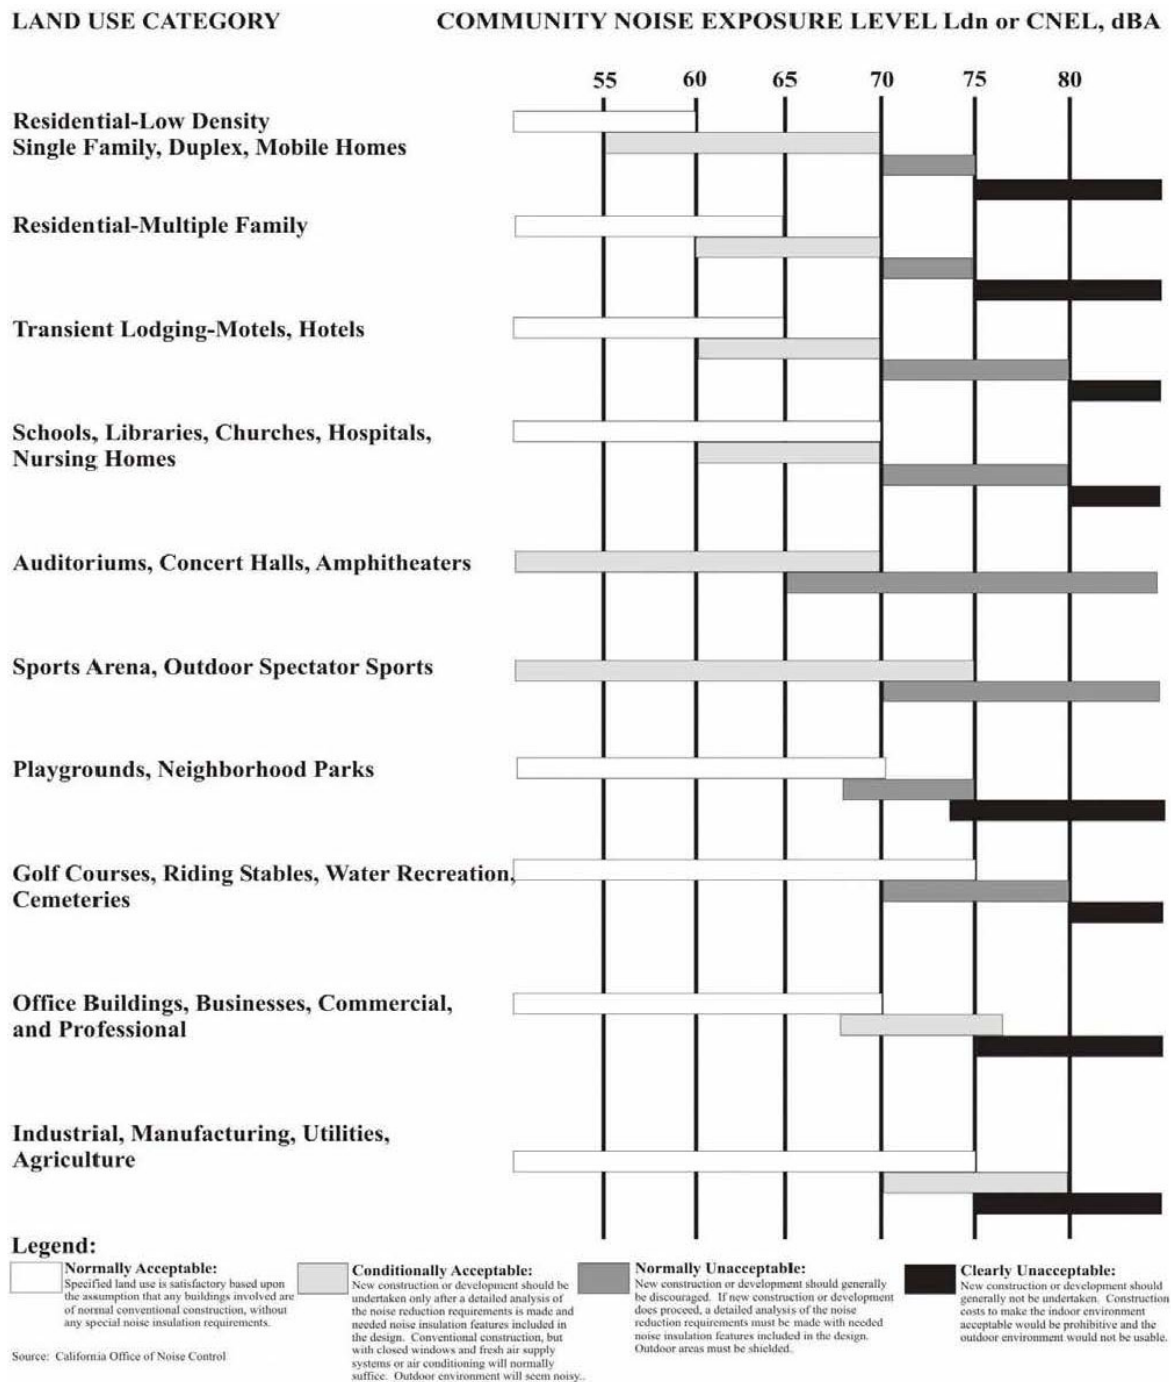 LAND USE CATEGORY
COMMUNITY NOISE EXPOSURE LEVEL Ldn or CNEL, dBA
55 60 65 70 75 80
Residential-Low Density
Single Family, Duplex, Mobile Homes
Residential-Multiple Family
Transient Lodging-Motels, Hotels
Schools, Libraries, Churches, Hospitals,
Nursing Homes
Auditoriums, Concert Halls, Amphitheaters
Sports Arena, Outdoor Spectator Sports
Playgrounds, Neighborhood Parks
Golf Courses, Riding Stables, Water Recreation,
Cemeteries
Office Buildings, Businesses, Commercial,
and Professional
Industrial, Manufacturing, Utilities,
Agriculture
Legend:
Normally Acceptable:
Specified land use is satisfactory based upon
the assumption that any buildings involved are
of normal conventional construction, without
any special noise insulation requirements.
Conditionally Acceptable:
New construction or development should be
undertaken only after a detailed analysis of
the noise reduction requirements is made and
needed noise insulation features included in
the design. Conventional construction, but
with closed windows and fresh air supply
systems or air conditioning will normally
suffice. Outdoor environment will seem noisy..
Normally Unacceptable:
New construction or development should generally
be discouraged. If new construction or development
does proceed, a detailed analysis of the noise
reduction requirements must be made with needed
noise insulation features included in the design.
Outdoor areas must be shielded.
Clearly Unacceptable:
New construction or development should
generally not be undertaken. Construction
costs to make the indoor environment
acceptable would be prohibitive and the
outdoor environment would not be usable.
Source: California Office of Noise Control